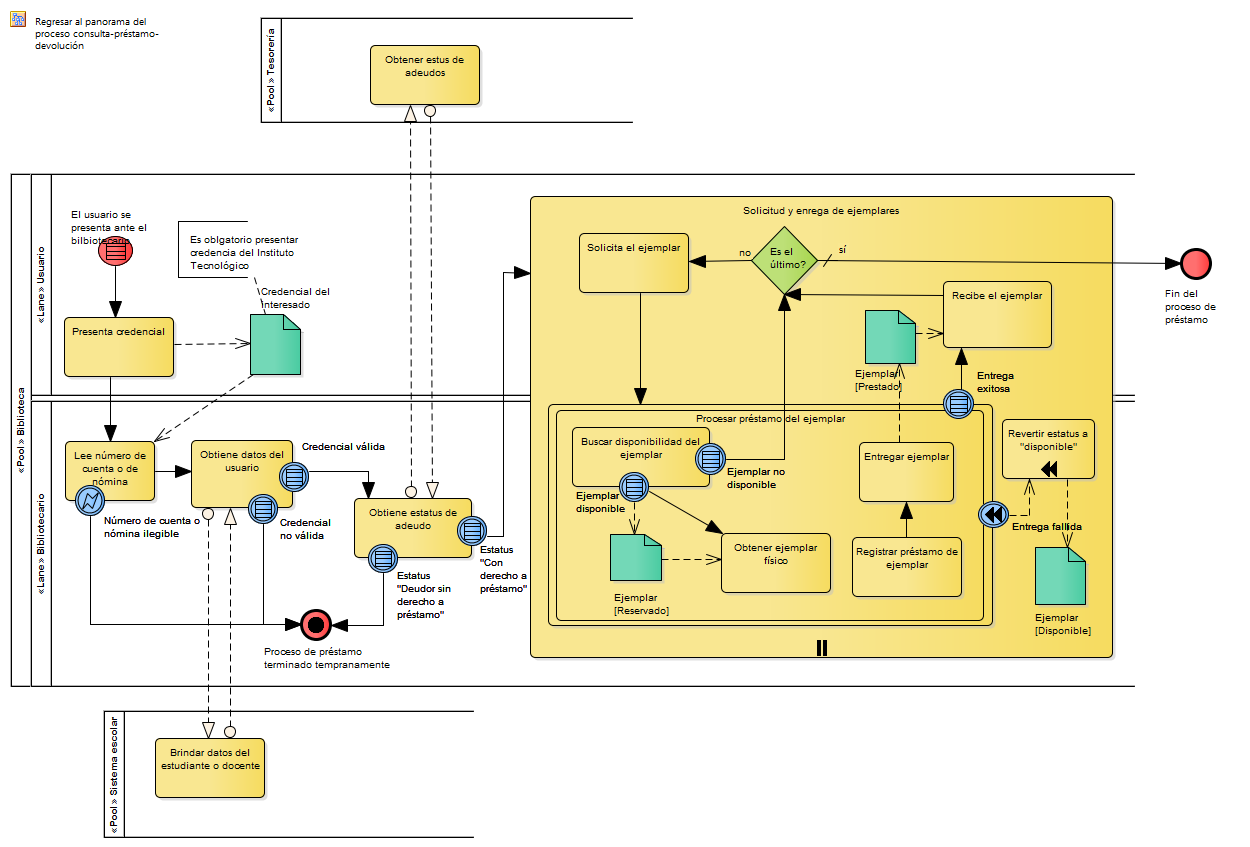 Regresar al panorama del
proceso consulta-préstamo-
devolución
«Pool» Tesorería
Obtener estus de
adeudos
«Pool» Biblioteca
«Lane» Usuario
El usuario se
presenta ante el
bilbiotecario
Es oblgatorio presentar
credencia del Instituto
Tecnológico
Credencial del
interesado
Presenta credencial
Solicitud y enrega de ejemplares
Solicita el ejemplar
no
Es el
último?
sí
Recibe el ejemplar
Ejemplar
[Prestado]
Entrega
exitosa
Fin del
proceso de
préstamo
«Lane» Bibliotecario
Lee número de
cuenta o de
nómina
Número de cuenta o
nómina ilegible
Obtiene datos del
usuario
Credencial válida
Credencial
no válida
Obtiene estatus de
adeudo
Estatus
"Deudor sin
derecho a
préstamo"
Estatus
"Con
derecho a
préstamo"
Proceso de préstamo
terminado tempranamente
Procesar préstamo del ejemplar
Buscar disponibilidad del
ejemplar
Ejemplar no
disponible
Ejemplar
disponible
Ejemplar
[Reservado]
Obtener ejemplar
físico
Entregar ejemplar
Registrar préstamo de
ejemplar
Revertir estatus a
"disponible"
Entrega fallida
Ejemplar
[Disponible]
«Pool» Sistema escolar
Brindar datos del
estudiante o docente